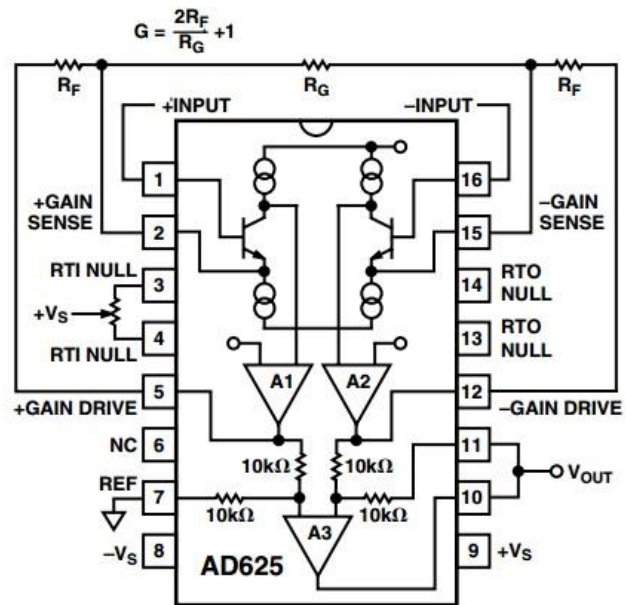 G = 2RF/RG +1
RF
RG
RF
+INPUT
–INPUT
1
16
+GAIN
SENSE
–GAIN
SENSE
2
15
RTI NULL
3
14
RTO
NULL
+VS
RTI NULL
4
13
RTO
NULL
A1
A2
5
12
+GAIN DRIVE
–GAIN DRIVE
NC
6
11
10kΩ
10kΩ
VOUT
REF
7
10
10kΩ
10kΩ
A3
–VS
8
9
+VS
AD625